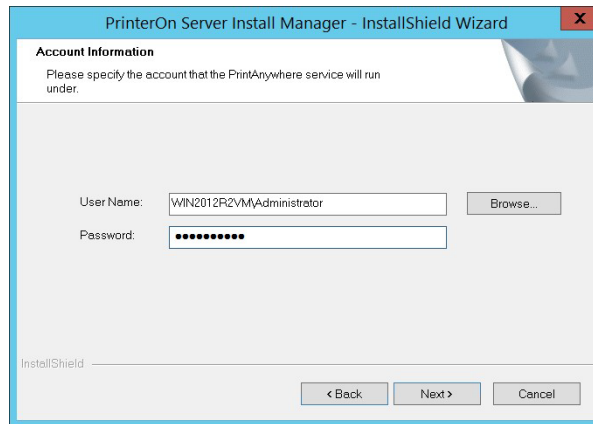 PrinterOn Server Install Manager - InstallShield Wizard
X
Account Information
Please specify the account that the PrintAnywhere service will run
under.
User Name: WIN2012R2VM\Administrator Browse...
Password: ●●●●●●●●●●
InstallShield
< Back Next > Cancel